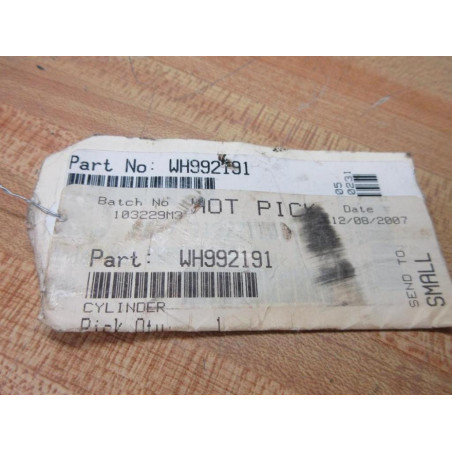 Part No: WH992191
05
0231
Batch No HOT PICK Date
103229M3 12/08/2007
Part: WH992191
SEND TO
SMALL
CYLINDER
Pick Qty 1